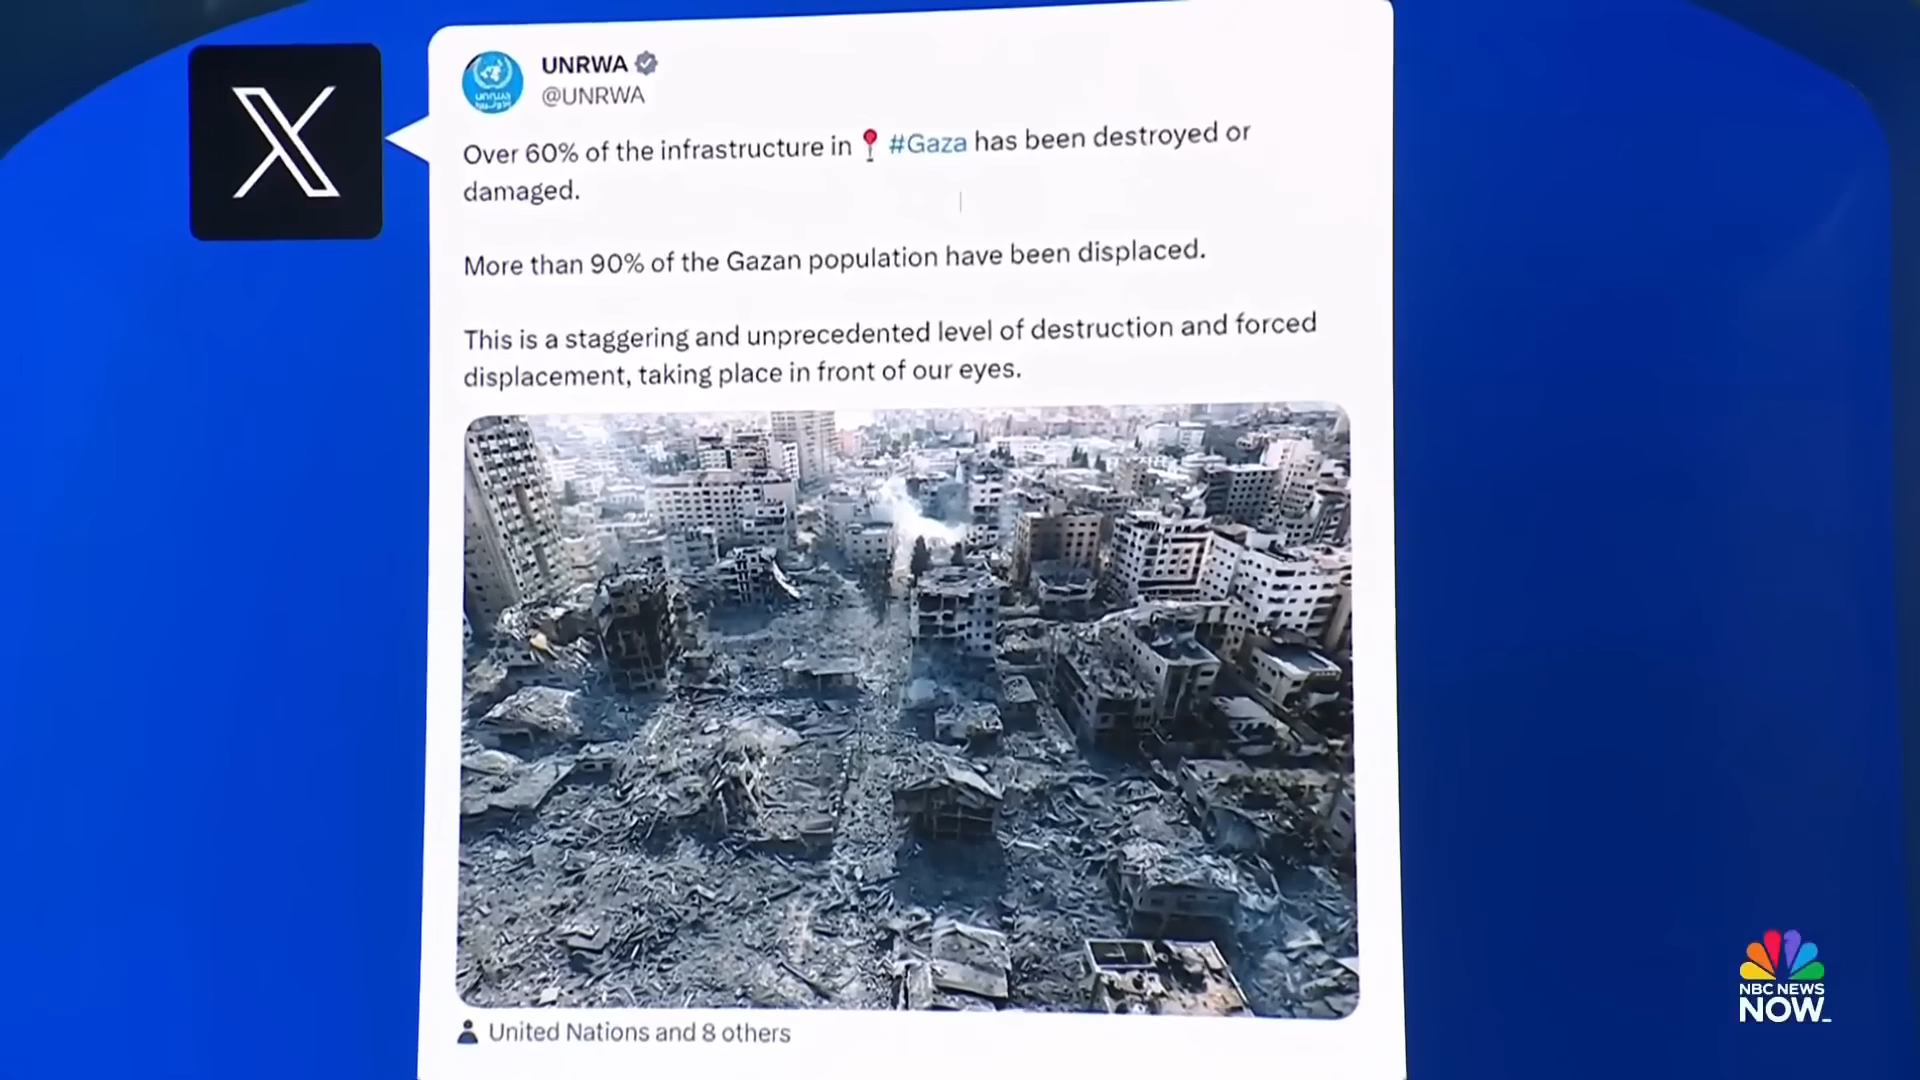 UNRWA
@UNRWA
Over 60% of the infrastructure in 📍 #Gaza has been destroyed or
damaged.
More than 90% of the Gazan population have been displaced.
This is a staggering and unprecedented level of destruction and forced
displacement, taking place in front of our eyes.
United Nations and 8 others
NBC NEWS
NOW_